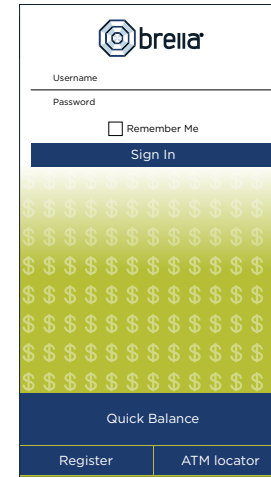 brella
Username
Password
Remember Me
Sign In
$ $ $ $ $ $ $ $ $ $ $ $
$ $ $ $ $ $ $ $ $ $ $ $
$ $ $ $ $ $ $ $ $ $ $ $
$ $ $ $ $ $ $ $ $ $ $ $
$ $ $ $ $ $ $ $ $ $ $ $
$ $ $ $ $ $ $ $ $ $ $ $
$ $ $ $ $ $ $ $ $ $ $ $
$ $ $ $ $ $ $ $ $ $ $ $
Quick Balance
Register ATM locator